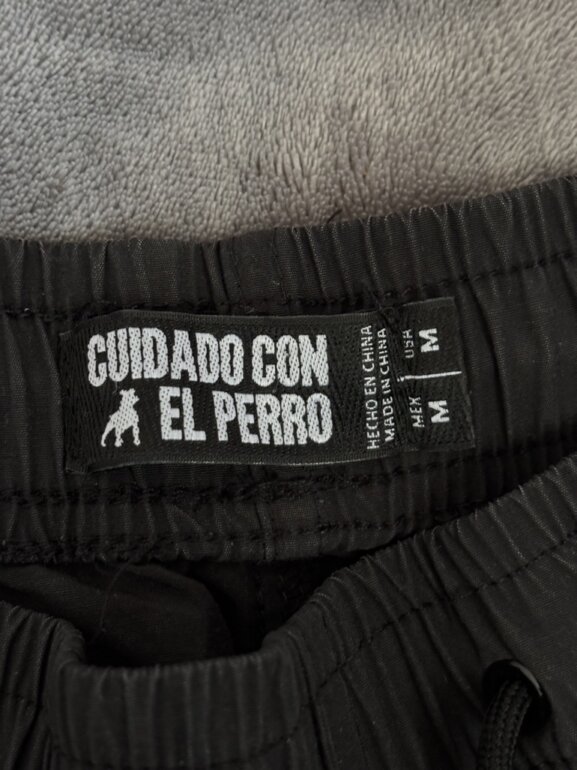 CUIDADO CON
EL PERRO
HECHO EN CHINA
MADE IN CHINA
MEX M
USA M